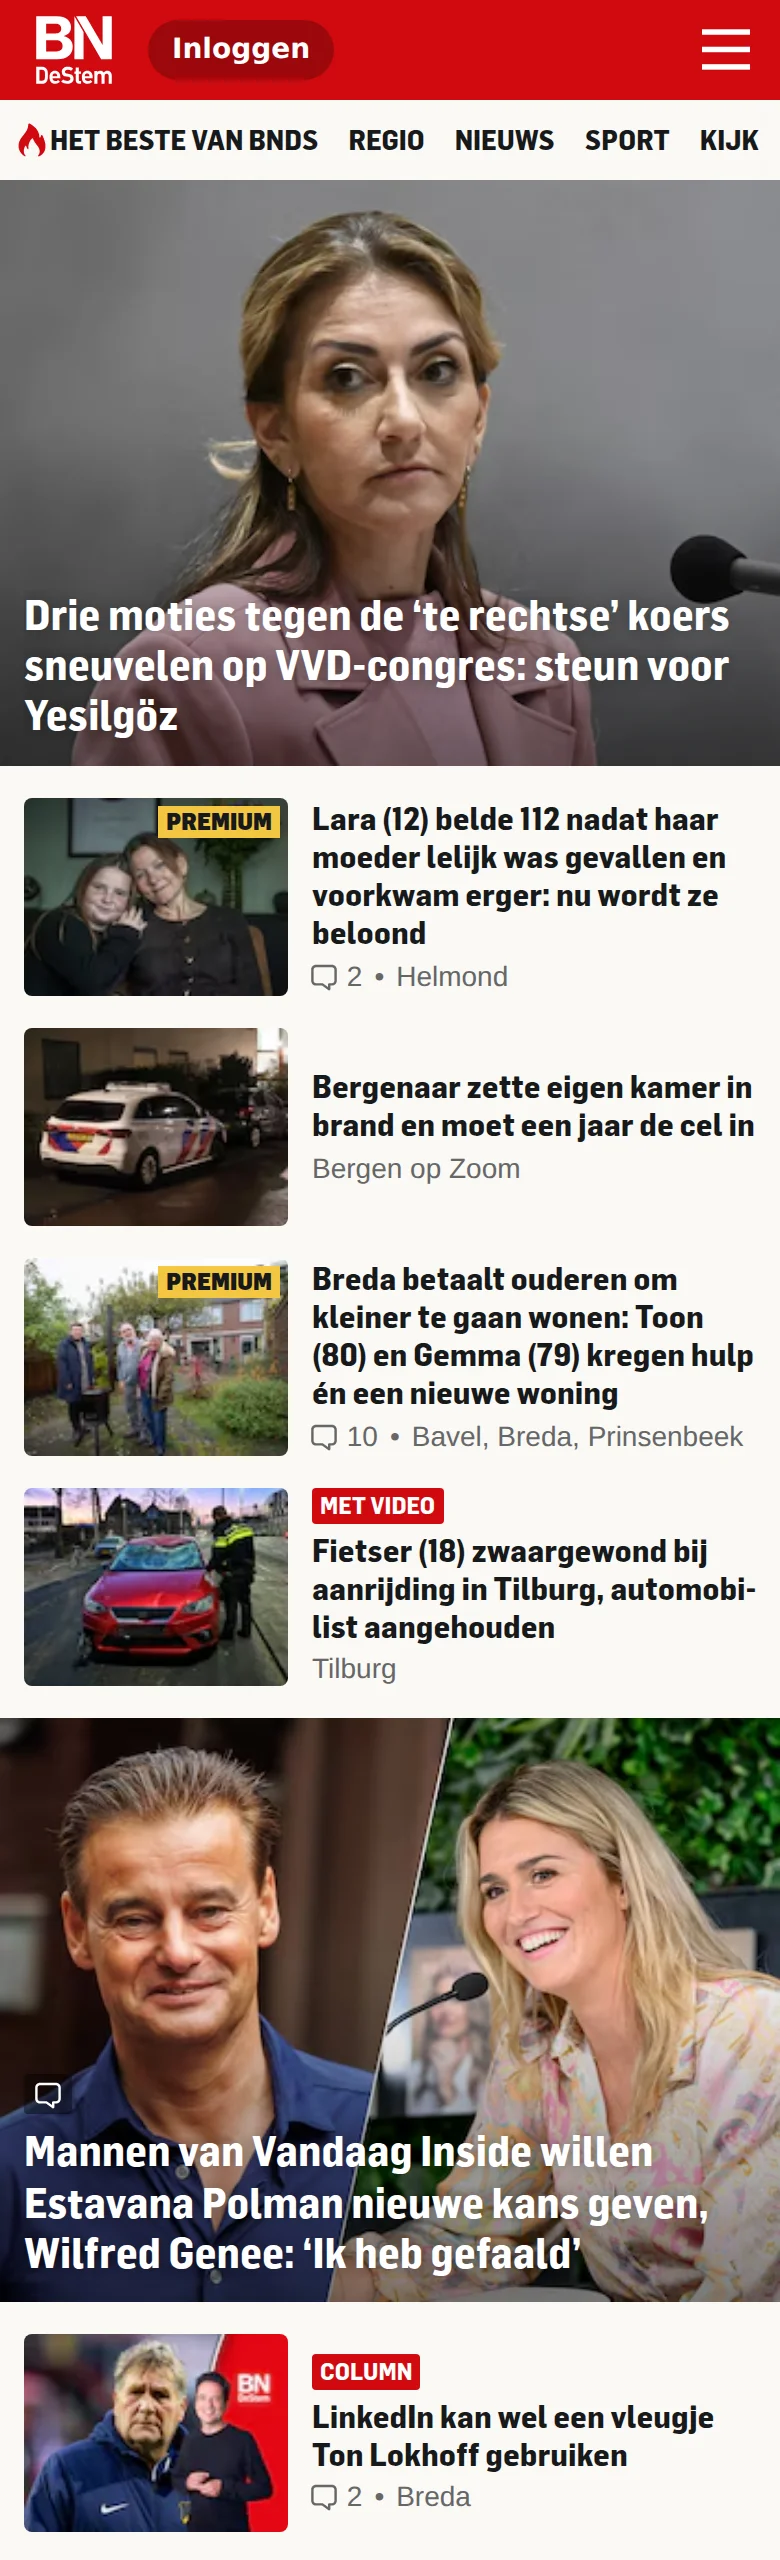 BN
DeStem
Inloggen
HET BESTE VAN BNDS REGIO NIEUWS SPORT KIJK
Drie moties tegen de ‘te rechtse’ koers
sneuvelen op VVD-congres: steun voor
Yesilgöz
PREMIUM
Lara (12) belde 112 nadat haar
moeder lelijk was gevallen en
voorkwam erger: nu wordt ze
beloond
2 • Helmond
Bergenaar zette eigen kamer in
brand en moet een jaar de cel in
Bergen op Zoom
PREMIUM
Breda betaalt ouderen om
kleiner te gaan wonen: Toon
(80) en Gemma (79) kregen hulp
én een nieuwe woning
10 • Bavel, Breda, Prinsenbeek
MET VIDEO
Fietser (18) zwaargewond bij
aanrijding in Tilburg, automobi-
list aangehouden
Tilburg
Mannen van Vandaag Inside willen
Estavana Polman nieuwe kans geven,
Wilfred Genee: ‘Ik heb gefaald’
BN
DeStem
COLUMN
LinkedIn kan wel een vleugje
Ton Lokhoff gebruiken
2 • Breda